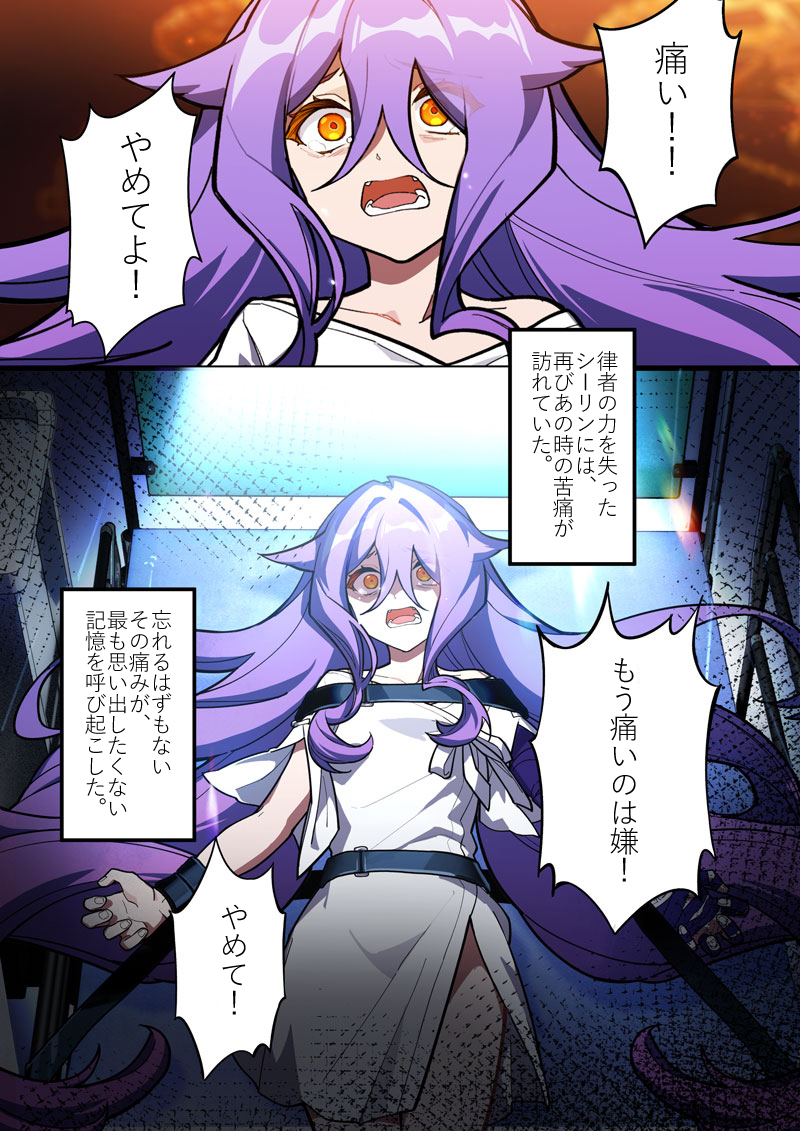 痛い！！
やめてよ！
律者の力を失った
シーリンには、
再びあの時の苦痛が
訪れていた。
もう痛いのは嫌！
忘れるはずもない
その痛みが、
最も思い出したくない
記憶を呼び起こした。
やめて！